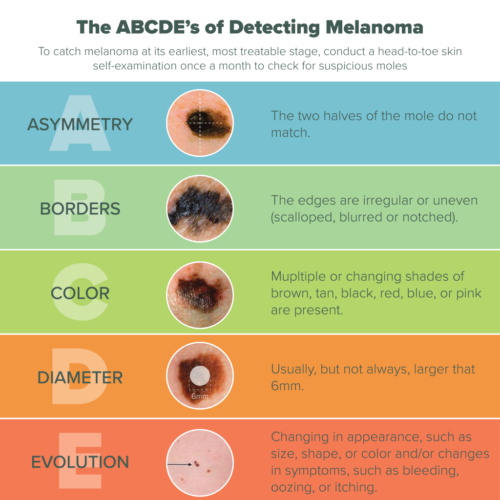 The ABCDE's of Detecting Melanoma
To catch melanoma at its earliest, most treatable stage, conduct a head-to-toe skin
self-examination once a month to check for suspicious moles
A
ASYMMETRY
The two halves of the mole do not
match.
B
BORDERS
The edges are irregular or uneven
(scalloped, blurred or notched).
C
COLOR
Mupltiple or changing shades of
brown, tan, black, red, blue, or pink
are present.
D
DIAMETER
6mm
Usually, but not always, larger that
6mm.
E
EVOLUTION
Changing in appearance, such as
size, shape, or color and/or changes
in symptoms, such as bleeding,
oozing, or itching.